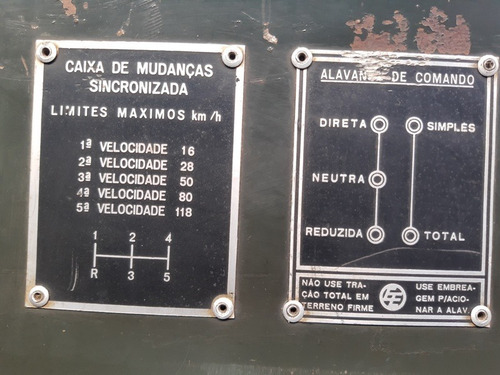 CAIXA DE MUDANÇAS
SINCRONIZADA
LIMITES MAXIMOS km/h
1ª VELOCIDADE 16
2ª VELOCIDADE 28
3ª VELOCIDADE 50
4ª VELOCIDADE 80
5ª VELOCIDADE 118
1 2 4
R 3 5
ALAVANCA DE COMANDO
DIRETA SIMPLES
NEUTRA
REDUZIDA TOTAL
NÃO USE TRA-
ÇÃO TOTAL EM
TERRENO FIRME
USE EMBREA-
GEM P/ACIO-
NAR A ALAV.